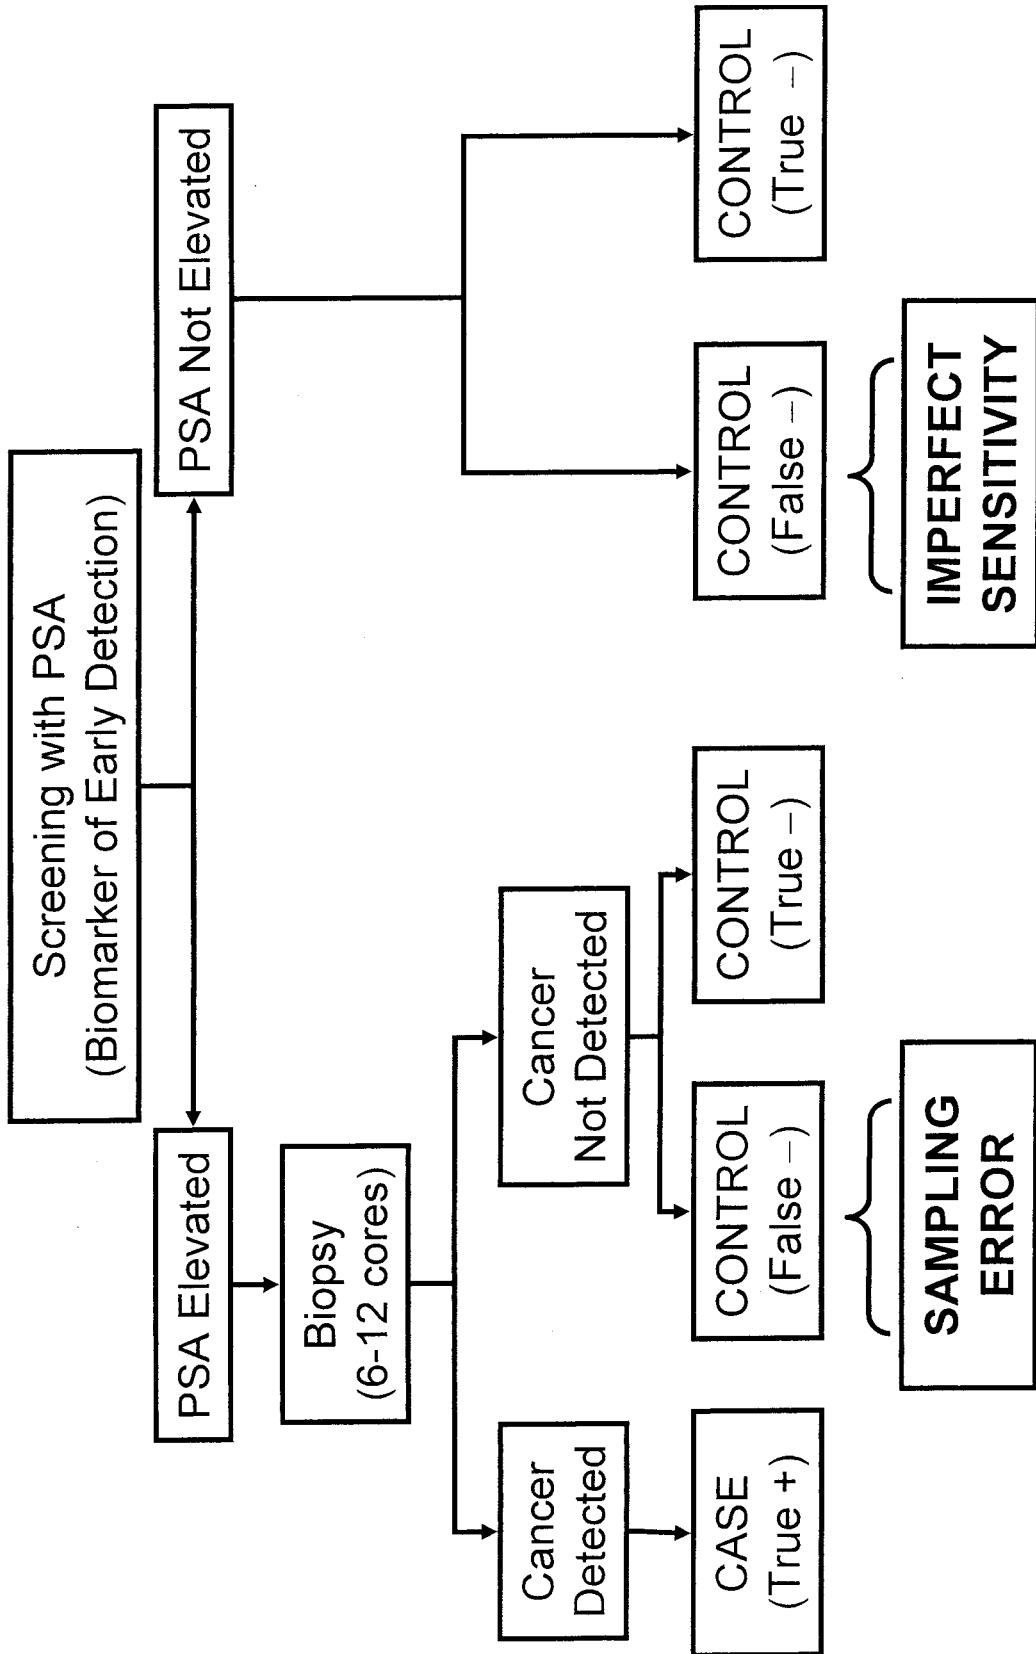 Screening with PSA
(Biomarker of Early Detection)
PSA Elevated
PSA Not Elevated
Biopsy
(6-12 cores)
Cancer
Detected
Cancer
Not Detected
CASE
(True +)
CONTROL
(False –)
CONTROL
(True –)
CONTROL
(False –)
CONTROL
(True –)
SAMPLING
ERROR
IMPERFECT
SENSITIVITY